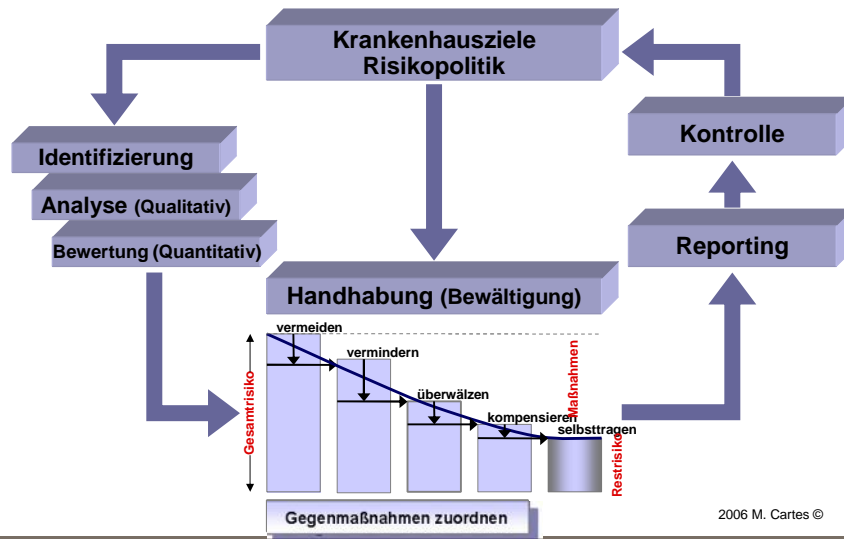 Krankenhausziele
Risikopolitik
Identifizierung
Analyse (Qualitativ)
Bewertung (Quantitativ)
Kontrolle
Reporting
Handhabung (Bewältigung)
vermeiden
vermindern
überwälzen
kompensieren
selbsttragen
Gesamtrisiko
Maßnahmen
Restrisiko
Gegenmaßnahmen zuordnen
2006 M. Cartes ©